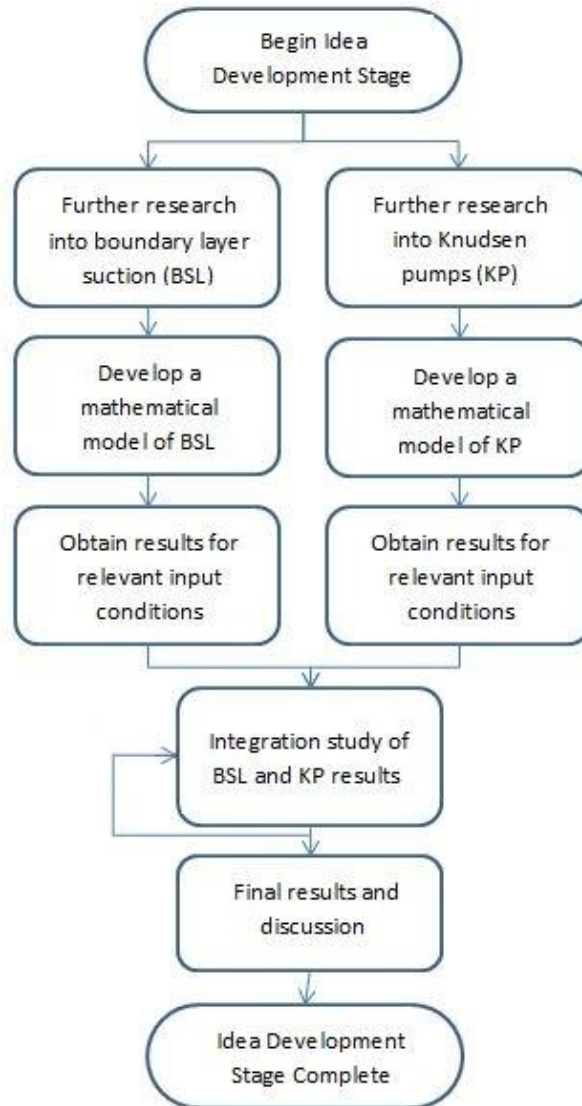 Begin Idea
Development Stage
Further research
into boundary layer
suction (BSL)
Further research
into Knudsen
pumps (KP)
Develop a
mathematical
model of BSL
Develop a
mathematical
model of KP
Obtain results for
relevant input
conditions
Obtain results for
relevant input
conditions
Integration study of
BSL and KP results
Final results and
discussion
Idea Development
Stage Complete